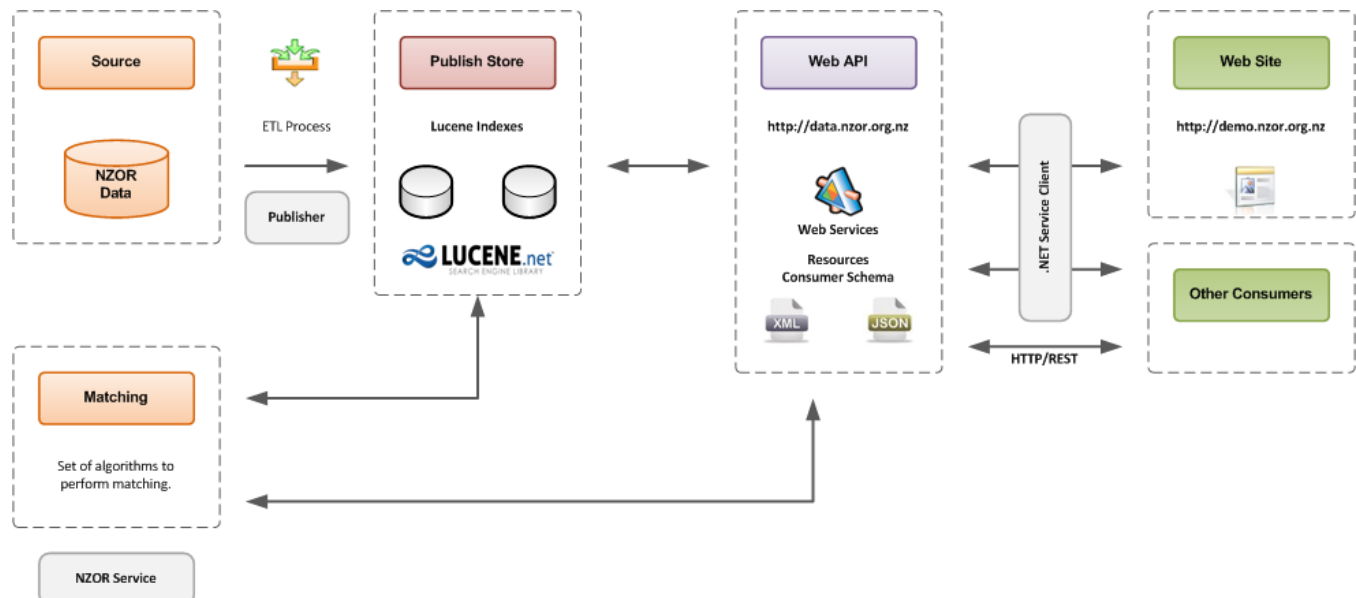 Source
NZOR
Data
ETL Process
Publisher
Publish Store
Lucene Indexes
LUCENE.net
SEARCH ENGINE LIBRARY
Web API
http://data.nzor.org.nz
Web Services
Resources
Consumer Schema
XML
JSON
.NET Service Client
HTTP/REST
Web Site
http://demo.nzor.org.nz
Other Consumers
Matching
Set of algorithms to
perform matching.
NZOR Service